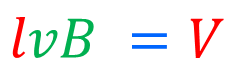 lvB = V